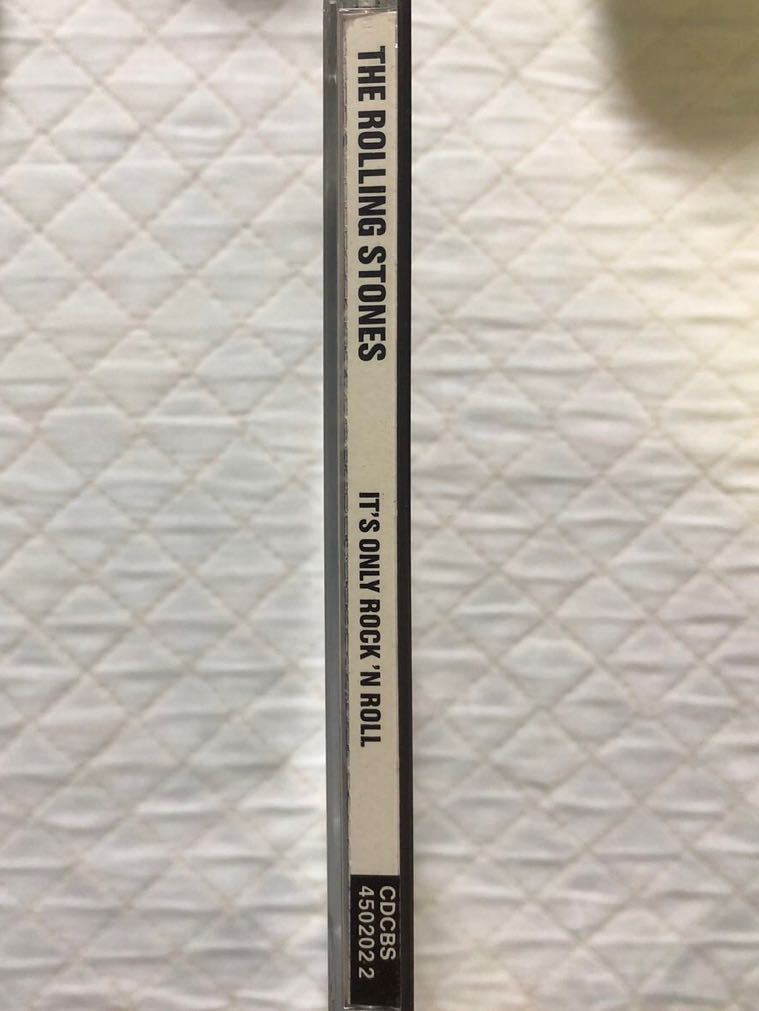 THE ROLLING STONES
IT'S ONLY ROCK 'N ROLL
CDCBS
450202 2